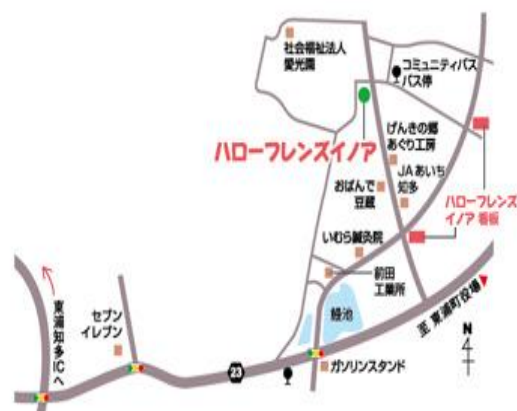 社会福祉法人
愛光園
コミュニティバス
バス停
ハローフレンズイノア
げんきの郷
あぐり工房
JAあいち
知多
おばんで
豆蔵
ハローフレンズ
イノア 看板
いむら鍼灸院
前田
工業所
東浦知多ICへ
セブン
イレブン
緑池
至 東浦町役場
N
23
ガソリンスタンド